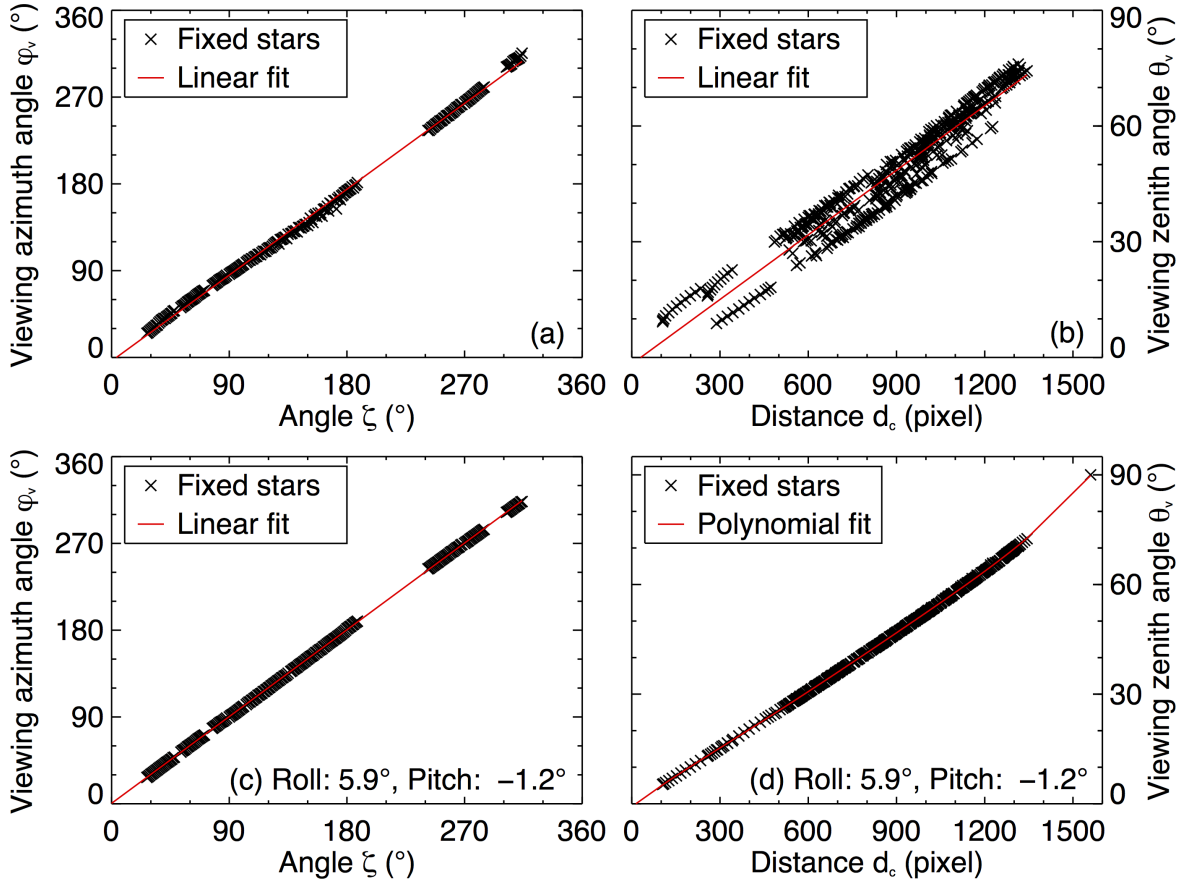 360
270
180
90
0
Viewing azimuth angle φᵥ (°)
Fixed stars
Linear fit
(a)
0 90 180 270 360
Angle ζ (°)
Fixed stars
Linear fit
(b)
90
60
30
0
Viewing zenith angle θᵥ (°)
0 300 600 900 1200 1500
Distance d꜀ (pixel)
360
270
180
90
0
Viewing azimuth angle φᵥ (°)
Fixed stars
Linear fit
(c) Roll: 5.9°, Pitch: −1.2°
0 90 180 270 360
Angle ζ (°)
Fixed stars
Polynomial fit
(d) Roll: 5.9°, Pitch: −1.2°
90
60
30
0
Viewing zenith angle θᵥ (°)
0 300 600 900 1200 1500
Distance d꜀ (pixel)